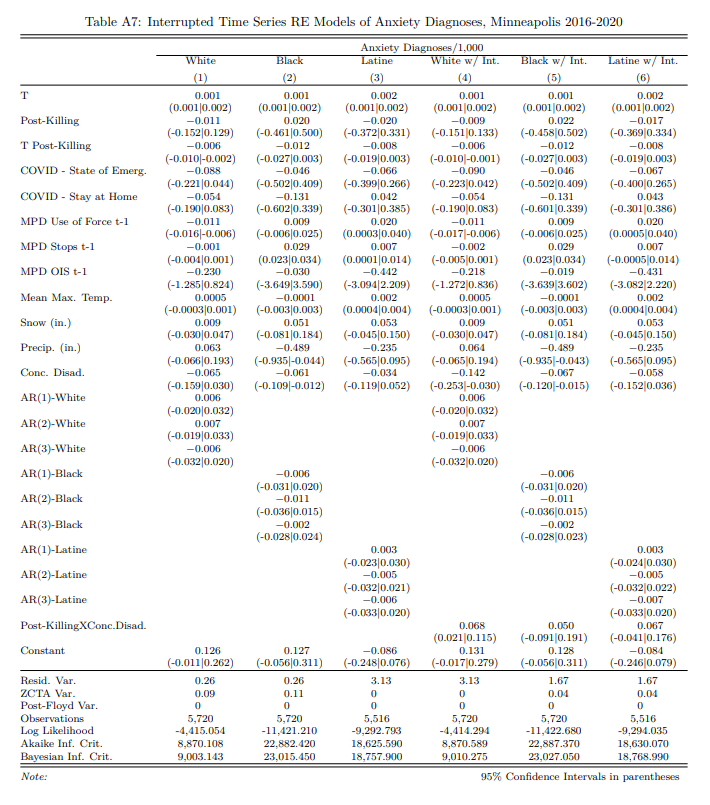 Table A7: Interrupted Time Series RE Models of Anxiety Diagnoses, Minneapolis 2016-2020
Anxiety Diagnoses/1,000
White Black Latine White w/ Int. Black w/ Int. Latine w/ Int.
(1) (2) (3) (4) (5) (6)
T 0.001 0.001 0.002 0.001 0.001 0.002
(0.001|0.002) (0.001|0.002) (0.001|0.002) (0.001|0.002) (0.001|0.002) (0.001|0.002)
Post-Killing −0.011 0.020 −0.020 −0.009 0.022 −0.017
(-0.152|0.129) (-0.461|0.500) (-0.372|0.331) (-0.151|0.133) (-0.458|0.502) (-0.369|0.334)
T Post-Killing −0.006 −0.012 −0.008 −0.006 −0.012 −0.008
(-0.010|-0.002) (-0.027|0.003) (-0.019|0.003) (-0.010|-0.001) (-0.027|0.003) (-0.019|0.003)
COVID - State of Emerg. −0.088 −0.046 −0.066 −0.090 −0.046 −0.067
(-0.221|0.044) (-0.502|0.409) (-0.399|0.266) (-0.223|0.042) (-0.502|0.409) (-0.400|0.265)
COVID - Stay at Home −0.054 −0.131 0.042 −0.054 −0.131 0.043
(-0.190|0.083) (-0.602|0.339) (-0.301|0.385) (-0.190|0.083) (-0.601|0.339) (-0.301|0.386)
MPD Use of Force t-1 −0.011 0.009 0.020 −0.011 0.009 0.020
(-0.016|-0.006) (-0.006|0.025) (0.0003|0.040) (-0.017|-0.006) (-0.006|0.025) (0.0005|0.040)
MPD Stops t-1 −0.001 0.029 0.007 −0.002 0.029 0.007
(-0.004|0.001) (0.023|0.034) (0.0001|0.014) (-0.005|0.001) (0.023|0.034) (-0.0005|0.014)
MPD OIS t-1 −0.230 −0.030 −0.442 −0.218 −0.019 −0.431
(-1.285|0.824) (-3.649|3.590) (-3.094|2.209) (-1.272|0.836) (-3.639|3.602) (-3.082|2.220)
Mean Max. Temp. 0.0005 −0.0001 0.002 0.0005 −0.0001 0.002
(-0.0003|0.001) (-0.003|0.003) (0.0004|0.004) (-0.0003|0.001) (-0.003|0.003) (0.0004|0.004)
Snow (in.) 0.009 0.051 0.053 0.009 0.051 0.053
(-0.030|0.047) (-0.081|0.184) (-0.045|0.150) (-0.030|0.047) (-0.081|0.184) (-0.045|0.150)
Precip. (in.) 0.063 −0.489 −0.235 0.064 −0.489 −0.235
(-0.066|0.193) (-0.935|-0.044) (-0.565|0.095) (-0.065|0.194) (-0.935|-0.043) (-0.565|0.095)
Conc. Disad. −0.065 −0.061 −0.034 −0.142 −0.067 −0.058
(-0.159|0.030) (-0.109|-0.012) (-0.119|0.052) (-0.253|-0.030) (-0.120|-0.015) (-0.152|0.036)
AR(1)-White 0.006 0.006
(-0.020|0.032) (-0.020|0.032)
AR(2)-White 0.007 0.007
(-0.019|0.033) (-0.019|0.033)
AR(3)-White −0.006 −0.006
(-0.032|0.020) (-0.032|0.020)
AR(1)-Black −0.006 −0.006
(-0.031|0.020) (-0.031|0.020)
AR(2)-Black −0.011 −0.011
(-0.036|0.015) (-0.036|0.015)
AR(3)-Black −0.002 −0.002
(-0.028|0.024) (-0.028|0.023)
AR(1)-Latine 0.003 0.003
(-0.023|0.030) (-0.024|0.030)
AR(2)-Latine −0.005 −0.005
(-0.032|0.021) (-0.032|0.022)
AR(3)-Latine −0.006 −0.007
(-0.033|0.020) (-0.033|0.020)
Post-KillingXConc.Disad. 0.068 0.050 0.067
(0.021|0.115) (-0.091|0.191) (-0.041|0.176)
Constant 0.126 0.127 −0.086 0.131 0.128 −0.084
(-0.011|0.262) (-0.056|0.311) (-0.248|0.076) (-0.017|0.279) (-0.056|0.311) (-0.246|0.079)
Resid. Var. 0.26 0.26 3.13 3.13 1.67 1.67
ZCTA Var. 0.09 0.11 0 0 0.04 0.04
Post-Floyd Var. 0 0 0 0 0 0
Observations 5,720 5,720 5,516 5,720 5,720 5,516
Log Likelihood -4,415.054 -11,421.210 -9,292.793 -4,414.294 -11,422.680 -9,294.035
Akaike Inf. Crit. 8,870.108 22,882.420 18,625.590 8,870.589 22,887.370 18,630.070
Bayesian Inf. Crit. 9,003.143 23,015.450 18,757.900 9,010.275 23,027.050 18,768.990
Note: 95% Confidence Intervals in parentheses